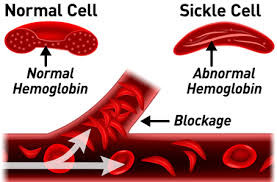 Normal Cell
Sickle Cell
Normal
Hemoglobin
Abnormal
Hemoglobin
Blockage